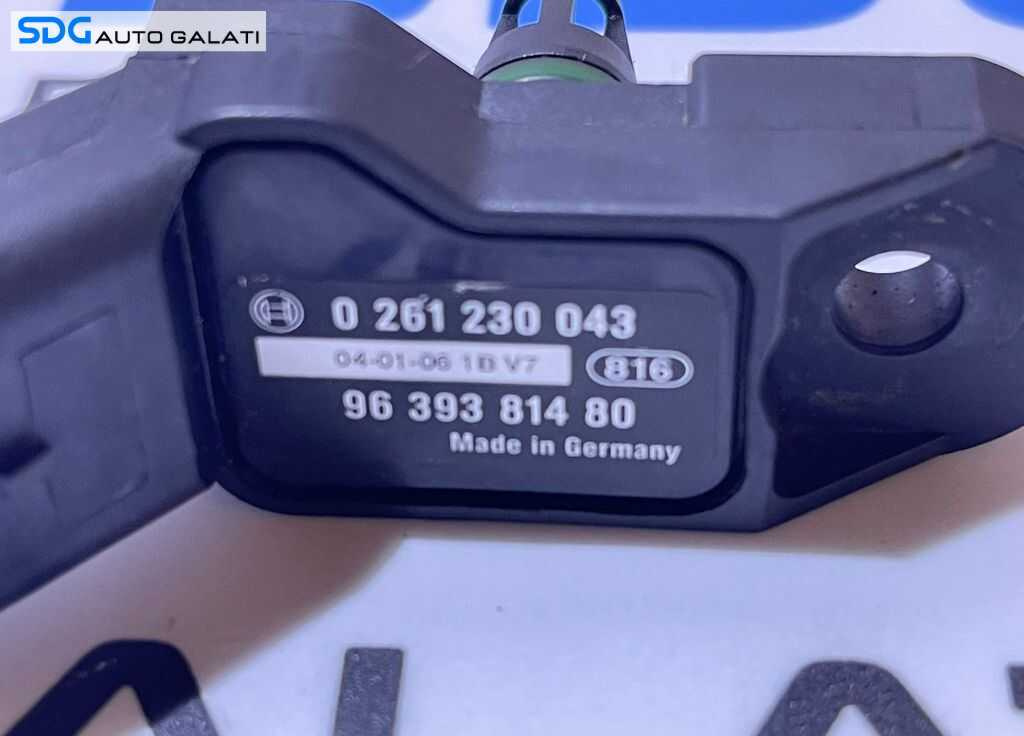 SDG AUTO GALATI
0 261 230 043
04-01-06 1B V7 816
96 393 814 80
Made in Germany